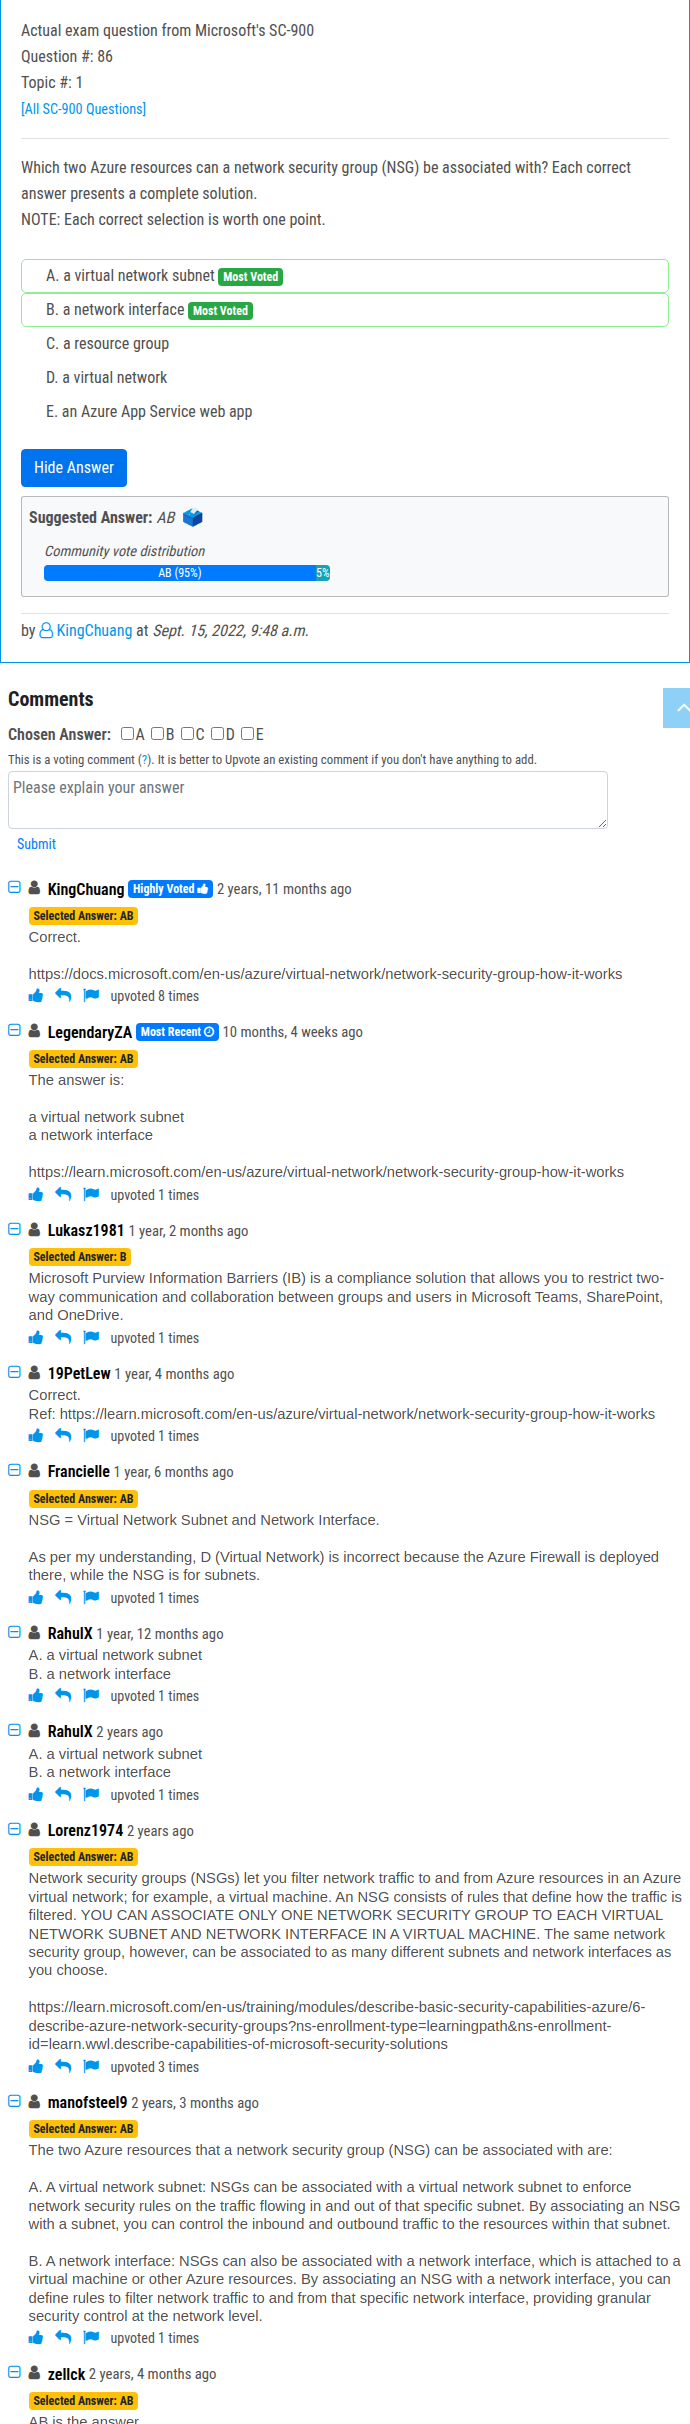 Actual exam question from Microsoft's SC-900
Question #: 86
Topic #: 1
[All SC-900 Questions]
Which two Azure resources can a network security group (NSG) be associated with? Each correct
answer presents a complete solution.
NOTE: Each correct selection is worth one point.
A. a virtual network subnet Most Voted
B. a network interface Most Voted
C. a resource group
D. a virtual network
E. an Azure App Service web app
Hide Answer
Suggested Answer: AB
Community vote distribution
AB (95%) 5%
by KingChuang at Sept. 15, 2022, 9:48 a.m.
Comments
Chosen Answer: A B C D E
This is a voting comment (?). It is better to Upvote an existing comment if you don't have anything to add.
Please explain your answer
Submit
KingChuang Highly Voted 2 years, 11 months ago
Selected Answer: AB
Correct.
https://docs.microsoft.com/en-us/azure/virtual-network/network-security-group-how-it-works
upvoted 8 times
LegendaryZA Most Recent 10 months, 4 weeks ago
Selected Answer: AB
The answer is:
a virtual network subnet
a network interface
https://learn.microsoft.com/en-us/azure/virtual-network/network-security-group-how-it-works
upvoted 1 times
Lukasz1981 1 year, 2 months ago
Selected Answer: B
Microsoft Purview Information Barriers (IB) is a compliance solution that allows you to restrict two-
way communication and collaboration between groups and users in Microsoft Teams, SharePoint,
and OneDrive.
upvoted 1 times
19PetLew 1 year, 4 months ago
Correct.
Ref: https://learn.microsoft.com/en-us/azure/virtual-network/network-security-group-how-it-works
upvoted 1 times
Francielle 1 year, 6 months ago
Selected Answer: AB
NSG = Virtual Network Subnet and Network Interface.
As per my understanding, D (Virtual Network) is incorrect because the Azure Firewall is deployed
there, while the NSG is for subnets.
upvoted 1 times
RahulX 1 year, 12 months ago
A. a virtual network subnet
B. a network interface
upvoted 1 times
RahulX 2 years ago
A. a virtual network subnet
B. a network interface
upvoted 1 times
Lorenz1974 2 years ago
Selected Answer: AB
Network security groups (NSGs) let you filter network traffic to and from Azure resources in an Azure
virtual network; for example, a virtual machine. An NSG consists of rules that define how the traffic is
filtered. YOU CAN ASSOCIATE ONLY ONE NETWORK SECURITY GROUP TO EACH VIRTUAL
NETWORK SUBNET AND NETWORK INTERFACE IN A VIRTUAL MACHINE. The same network
security group, however, can be associated to as many different subnets and network interfaces as
you choose.
https://learn.microsoft.com/en-us/training/modules/describe-basic-security-capabilities-azure/6-
describe-azure-network-security-groups?ns-enrollment-type=learningpath&ns-enrollment-
id=learn.wwl.describe-capabilities-of-microsoft-security-solutions
upvoted 3 times
manofsteel9 2 years, 3 months ago
Selected Answer: AB
The two Azure resources that a network security group (NSG) can be associated with are:
A. A virtual network subnet: NSGs can be associated with a virtual network subnet to enforce
network security rules on the traffic flowing in and out of that specific subnet. By associating an NSG
with a subnet, you can control the inbound and outbound traffic to the resources within that subnet.
B. A network interface: NSGs can also be associated with a network interface, which is attached to a
virtual machine or other Azure resources. By associating an NSG with a network interface, you can
define rules to filter network traffic to and from that specific network interface, providing granular
security control at the network level.
upvoted 1 times
zellck 2 years, 4 months ago
Selected Answer: AB
AB is the answer.